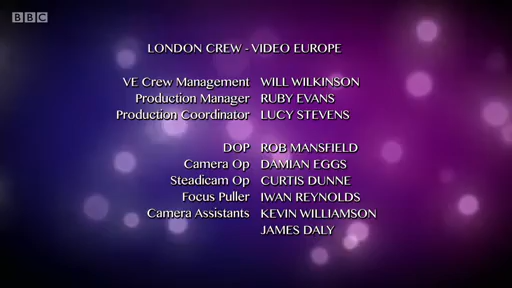 BBC
LONDON CREW - VIDEO EUROPE
VE Crew Management WILL WILKINSON
Production Manager RUBY EVANS
Production Coordinator LUCY STEVENS
DOP ROB MANSFIELD
Camera Op DAMIAN EGGS
Steadicam Op CURTIS DUNNE
Focus Puller IWAN REYNOLDS
Camera Assistants KEVIN WILLIAMSON
JAMES DALY